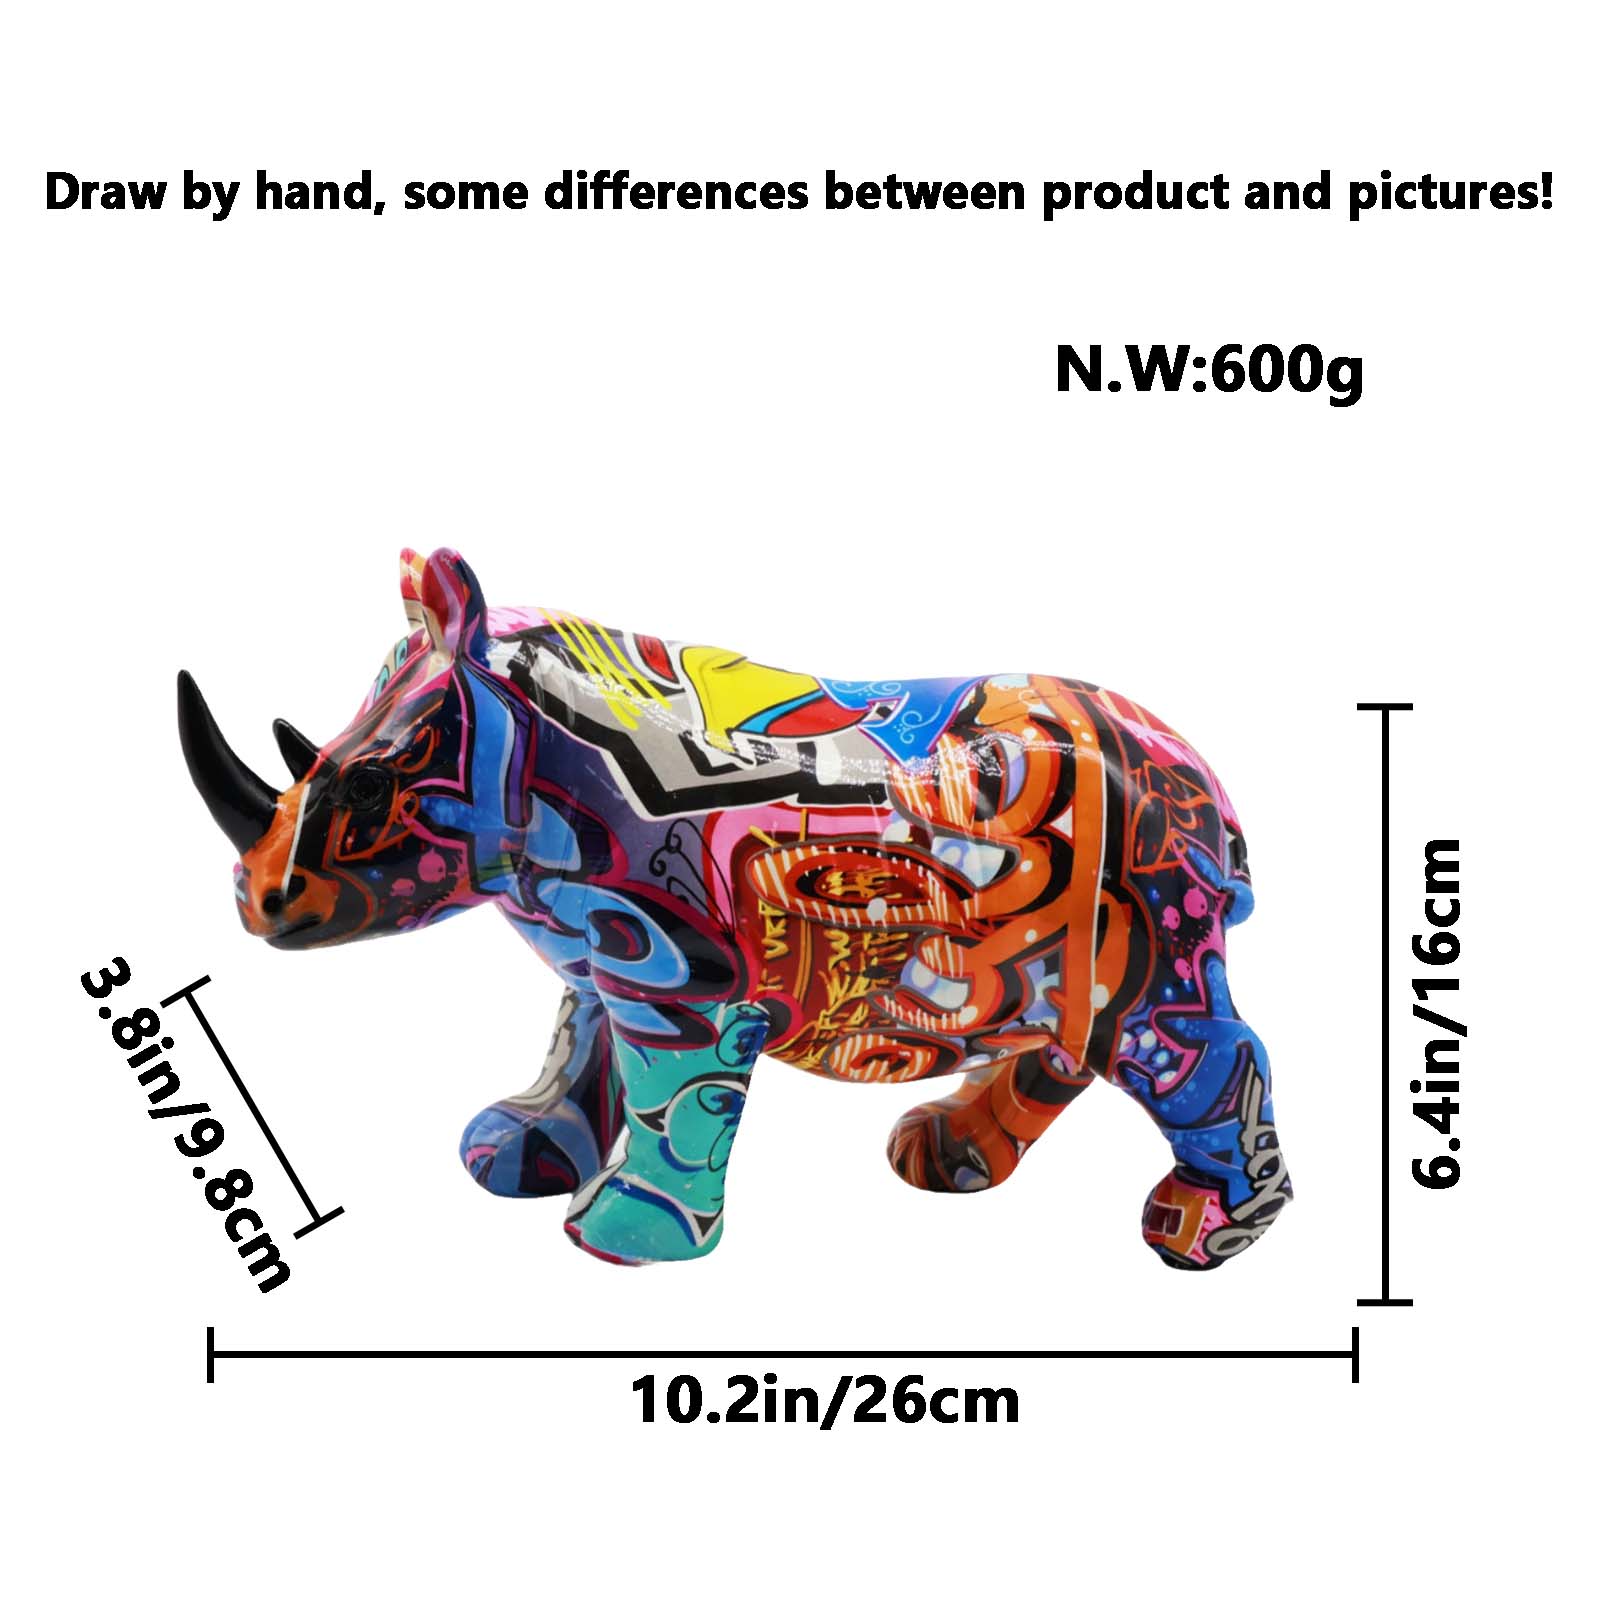 Draw by hand, some differences between product and pictures!
N.W:600g
3.8in/9.8cm
6.4in/16cm
10.2in/26cm